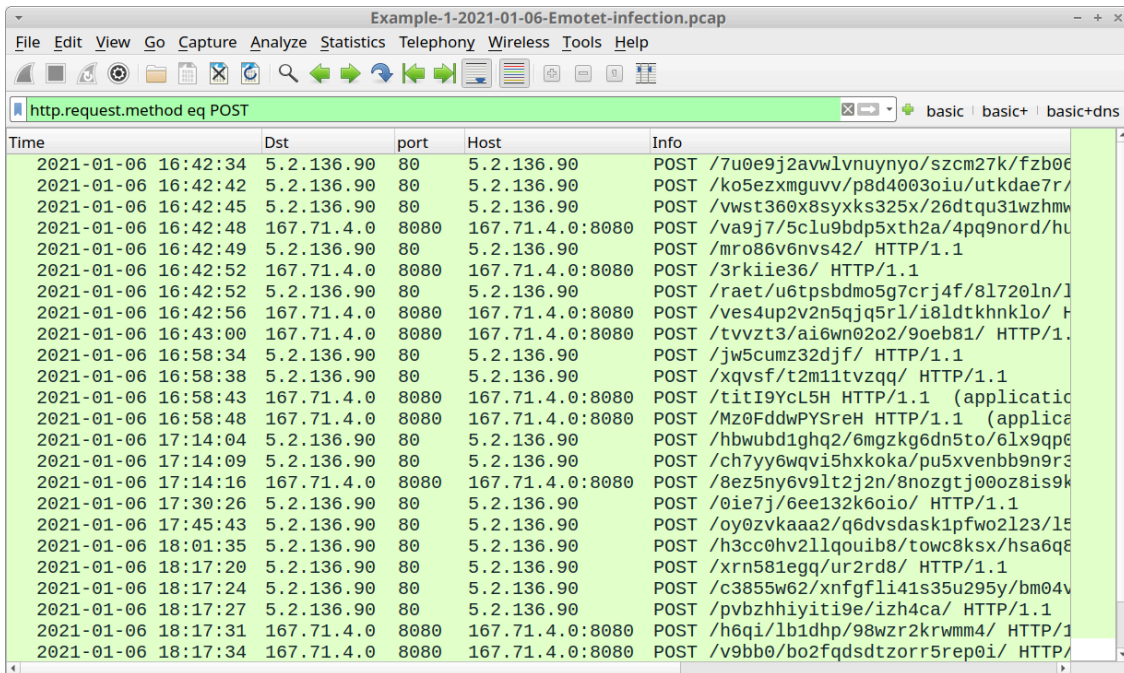 Example-1-2021-01-06-Emotet-infection.pcap
File Edit View Go Capture Analyze Statistics Telephony Wireless Tools Help
http.request.method eq POST basic basic+ basic+dns
Time Dst port Host Info
2021-01-06 16:42:34 5.2.136.90 80 5.2.136.90 POST /7u0e9j2avwlvnuynyo/szcm27k/fzb06
2021-01-06 16:42:42 5.2.136.90 80 5.2.136.90 POST /ko5ezxmguvv/p8d4003oiu/utkdae7r/
2021-01-06 16:42:45 5.2.136.90 80 5.2.136.90 POST /vwst360x8syxks325x/26dtqu31wzhmw
2021-01-06 16:42:48 167.71.4.0 8080 167.71.4.0:8080 POST /va9j7/5clu9bdp5xth2a/4pq9nord/hu
2021-01-06 16:42:49 5.2.136.90 80 5.2.136.90 POST /mro86v6nvs42/ HTTP/1.1
2021-01-06 16:42:52 167.71.4.0 8080 167.71.4.0:8080 POST /3rkiie36/ HTTP/1.1
2021-01-06 16:42:52 5.2.136.90 80 5.2.136.90 POST /raet/u6tpsbdmo5g7crj4f/8l720ln/l
2021-01-06 16:42:56 167.71.4.0 8080 167.71.4.0:8080 POST /ves4up2v2n5qjq5rl/i8ldtkhnklo/ H
2021-01-06 16:43:00 167.71.4.0 8080 167.71.4.0:8080 POST /tvvzt3/ai6wn02o2/9oeb81/ HTTP/1.
2021-01-06 16:58:34 5.2.136.90 80 5.2.136.90 POST /jw5cumz32djf/ HTTP/1.1
2021-01-06 16:58:38 5.2.136.90 80 5.2.136.90 POST /xqvsf/t2m11tvzqq/ HTTP/1.1
2021-01-06 16:58:43 167.71.4.0 8080 167.71.4.0:8080 POST /titI9YcL5H HTTP/1.1 (applicatio
2021-01-06 16:58:48 167.71.4.0 8080 167.71.4.0:8080 POST /Mz0FddwPYSreH HTTP/1.1 (applica
2021-01-06 17:14:04 5.2.136.90 80 5.2.136.90 POST /hbwubd1ghq2/6mgzkg6dn5to/6lx9qp0
2021-01-06 17:14:09 5.2.136.90 80 5.2.136.90 POST /ch7yy6wqvi5hxkoka/pu5xvenbb9n9r3
2021-01-06 17:14:16 167.71.4.0 8080 167.71.4.0:8080 POST /8ez5ny6v9lt2j2n/8nozgtj00oz8is9k
2021-01-06 17:30:26 5.2.136.90 80 5.2.136.90 POST /0ie7j/6ee132k6oio/ HTTP/1.1
2021-01-06 17:45:43 5.2.136.90 80 5.2.136.90 POST /oy0zvkaaa2/q6dvsdask1pfwo2l23/l5
2021-01-06 18:01:35 5.2.136.90 80 5.2.136.90 POST /h3cc0hv2llqouib8/towc8ksx/hsa6q8
2021-01-06 18:17:20 5.2.136.90 80 5.2.136.90 POST /xrn581egq/ur2rd8/ HTTP/1.1
2021-01-06 18:17:24 5.2.136.90 80 5.2.136.90 POST /c3855w62/xnfgfli41s35u295y/bm04v
2021-01-06 18:17:27 5.2.136.90 80 5.2.136.90 POST /pvbzhhiyiti9e/izh4ca/ HTTP/1.1
2021-01-06 18:17:31 167.71.4.0 8080 167.71.4.0:8080 POST /h6qi/lb1dhp/98wzr2krwmm4/ HTTP/1
2021-01-06 18:17:34 167.71.4.0 8080 167.71.4.0:8080 POST /v9bb0/bo2fqdsdtzorr5rep0i/ HTTP/